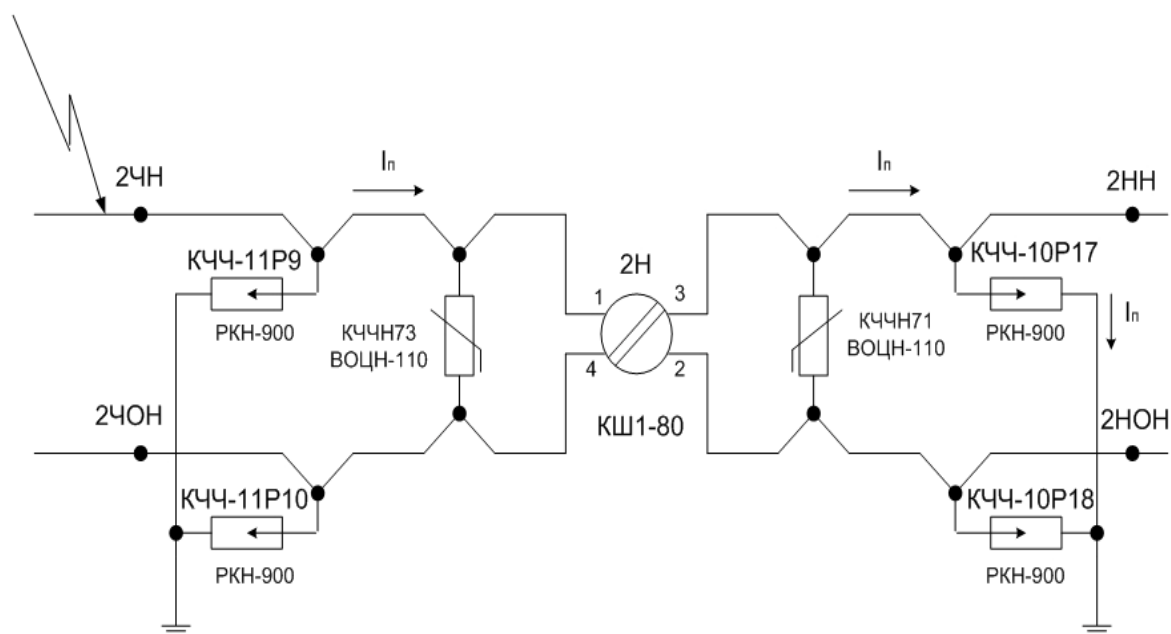 Iп
Iп
2ЧН
2НН
КЧЧ-11Р9
2Н
КЧЧ-10Р17
1
3
Iп
РКН-900
КЧЧН73
КЧЧН71
РКН-900
ВОЦН-110
ВОЦН-110
4
2
2ЧОН
КШ1-80
2НОН
КЧЧ-11Р10
КЧЧ-10Р18
РКН-900
РКН-900